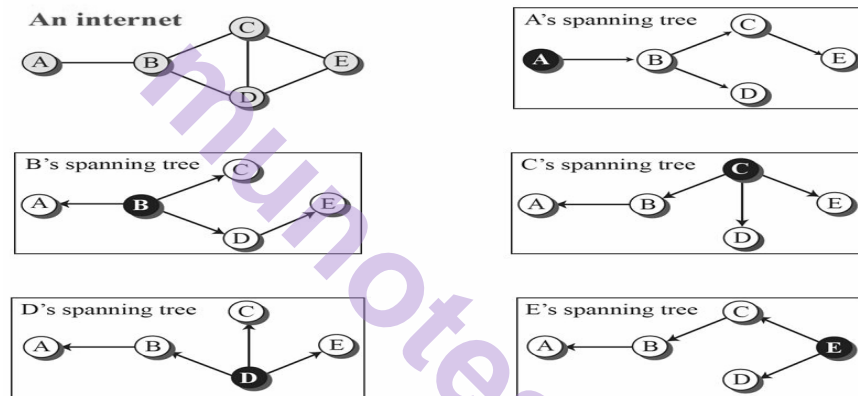 An internet
A B C D E
A's spanning tree
A B C D E
B's spanning tree
A B C D E
C's spanning tree
A B C D E
D's spanning tree
A B C D E
E's spanning tree
A B C D E
munotes